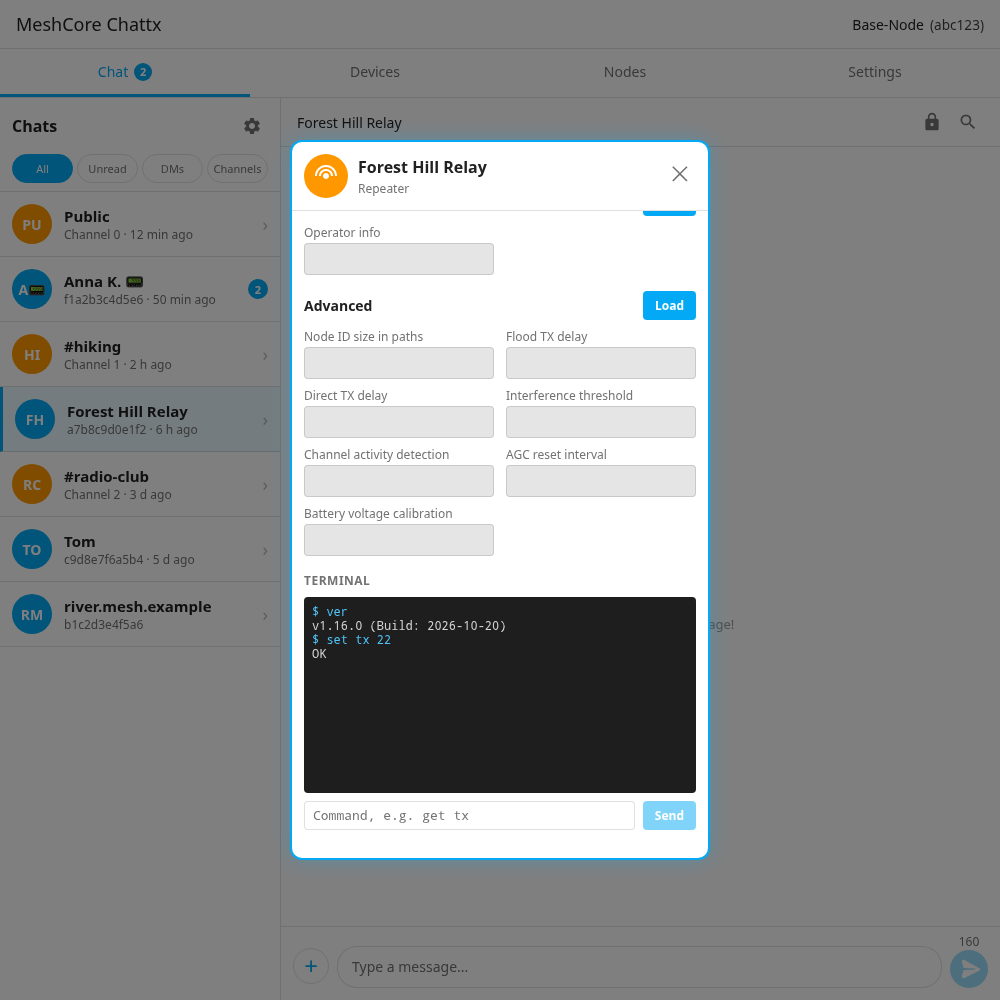 MeshCore Chattx
Base-Node (abc123)
Chat 2
Devices
Nodes
Settings
Chats
All
Unread
DMs
Channels
PU
Public
Channel 0 · 12 min ago
A📟
Anna K. 📟
f1a2b3c4d5e6 · 50 min ago
2
HI
#hiking
Channel 1 · 2 h ago
FH
Forest Hill Relay
a7b8c9d0e1f2 · 6 h ago
RC
#radio-club
Channel 2 · 3 d ago
TO
Tom
c9d8e7f6a5b4 · 5 d ago
RM
river.mesh.example
b1c2d3e4f5a6
Forest Hill Relay
Forest Hill Relay
Repeater
Operator info
Advanced
Load
Node ID size in paths
Flood TX delay
Direct TX delay
Interference threshold
Channel activity detection
AGC reset interval
Battery voltage calibration
TERMINAL
$ ver
v1.16.0 (Build: 2026-10-20)
$ set tx 22
OK
Command, e.g. get tx
Send
age!
160
+
Type a message...